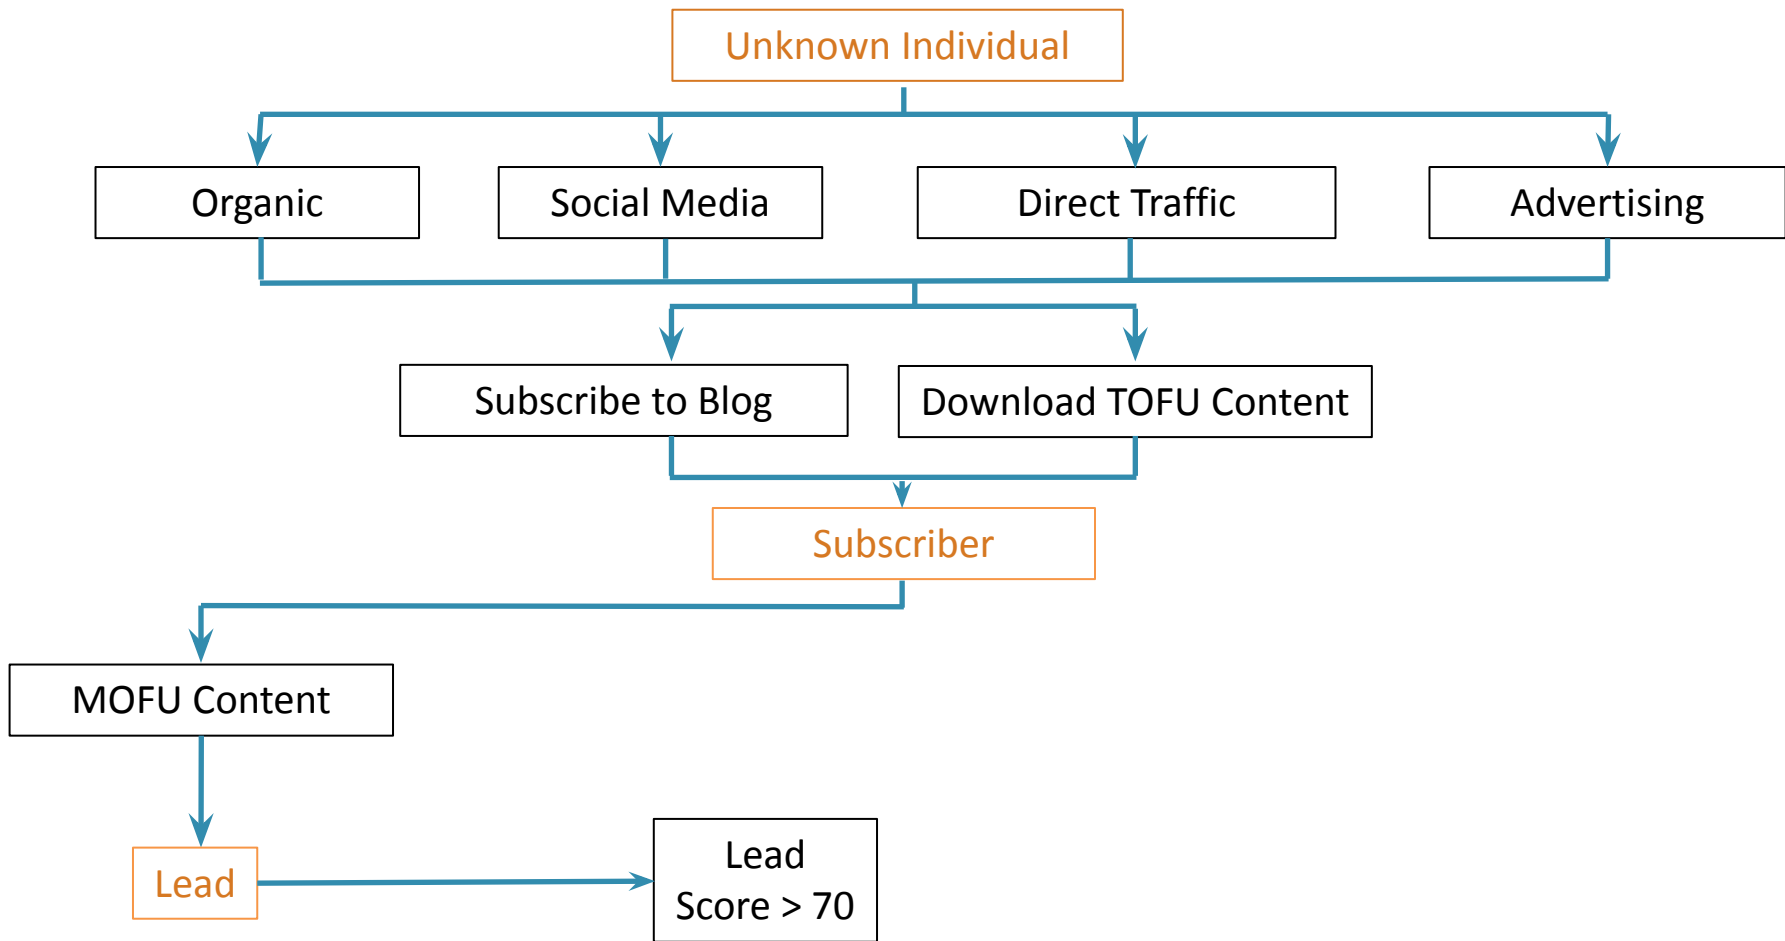 Unknown Individual
Organic
Social Media
Direct Traffic
Advertising
Subscribe to Blog
Download TOFU Content
Subscriber
MOFU Content
Lead
Lead
Score > 70